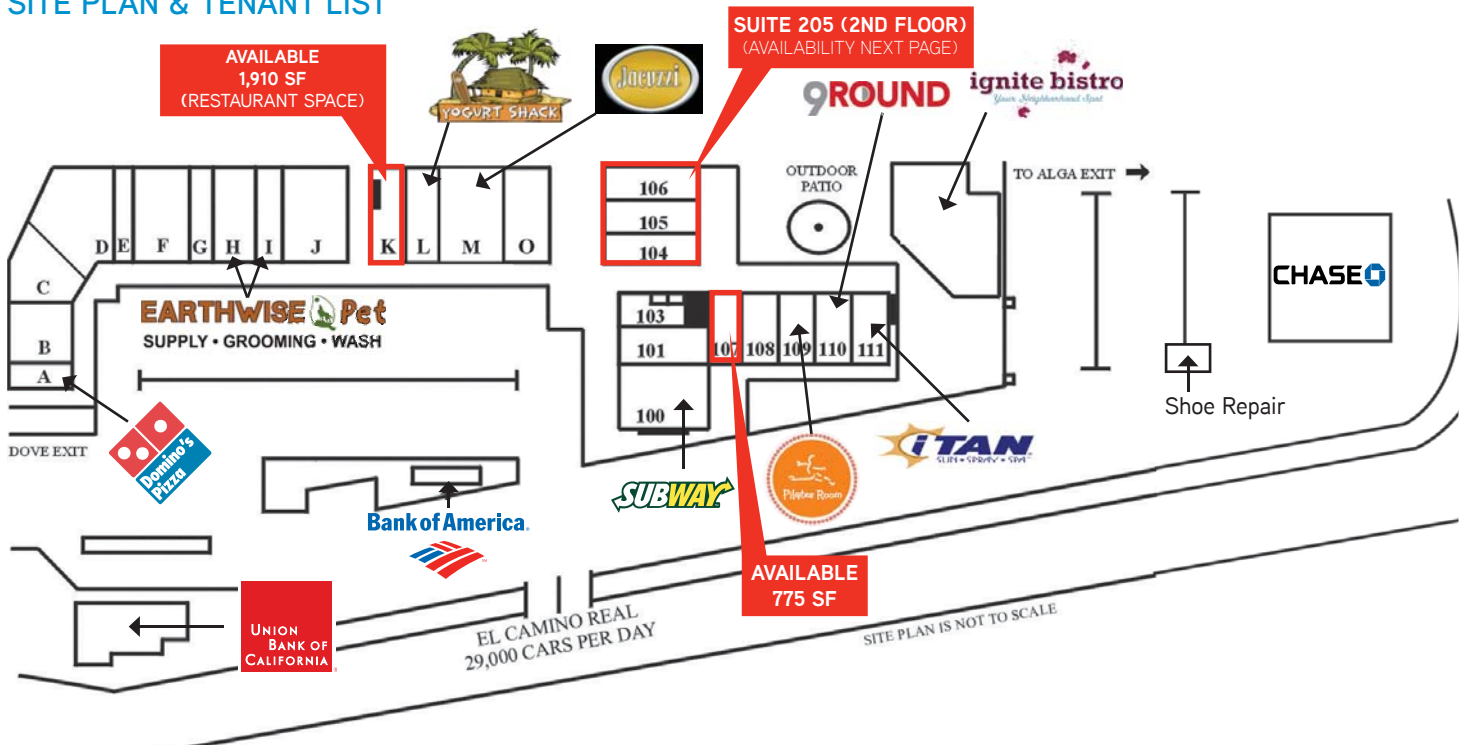 SITE PLAN & TENANT LIST
AVAILABLE
1,910 SF
(RESTAURANT SPACE)
YOGURT SHACK
Jacuzzi
SUITE 205 (2ND FLOOR)
(AVAILABILITY NEXT PAGE)
9ROUND
ignite bistro
Your Neighborhood Spot
OUTDOOR
PATIO
TO ALGA EXIT
D E F G H I J K L M O
C
B
A
106
105
104
103
101
100
107 108 109 110 111
EARTHWISE Pet
SUPPLY • GROOMING • WASH
CHASE
Shoe Repair
DOVE EXIT
Domino's
Pizza
Bank of America
SUBWAY
Pilates Room
iTAN
SUN • SPRAY • SPA
AVAILABLE
775 SF
UNION
BANK OF
CALIFORNIA
EL CAMINO REAL
29,000 CARS PER DAY
SITE PLAN IS NOT TO SCALE